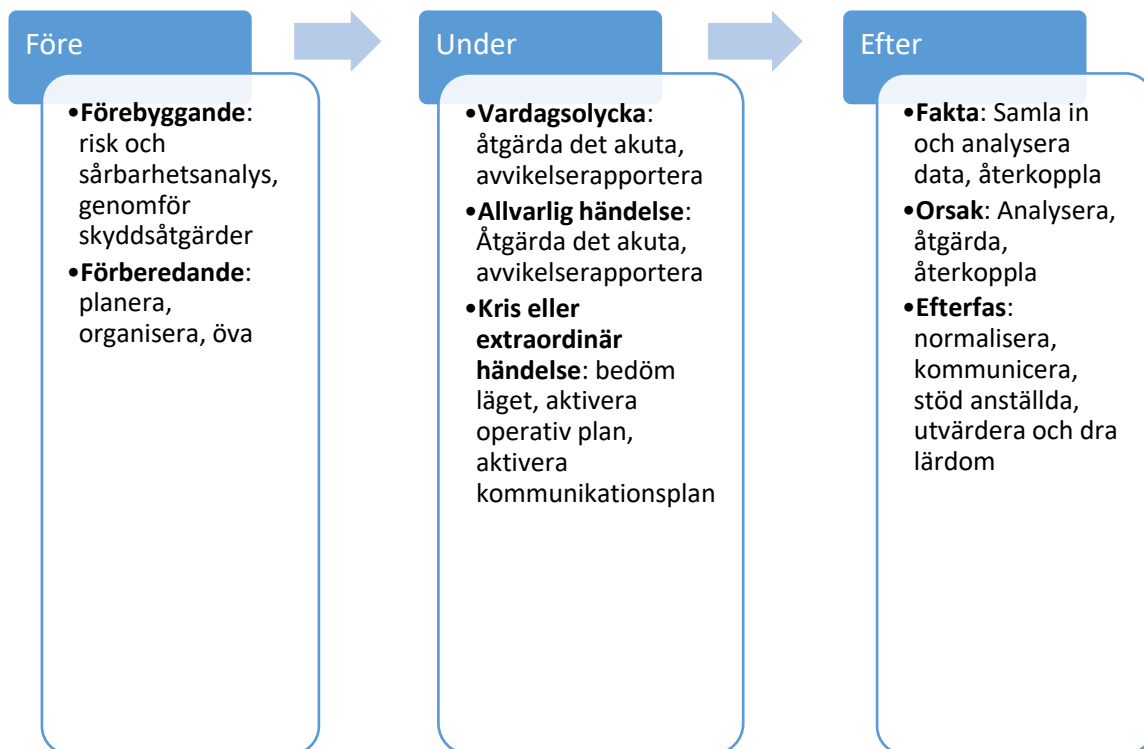 Före
•Förebyggande:
risk och
sårbarhetsanalys,
genomför
skyddsåtgärder
•Förberedande:
planera,
organisera, öva
Under
•Vardagsolycka:
åtgärda det akuta,
avvikelserapportera
•Allvarlig händelse:
Åtgärda det akuta,
avvikelserapportera
•Kris eller
extraordinär
händelse: bedöm
läget, aktivera
operativ plan,
aktivera
kommunikationsplan
Efter
•Fakta: Samla in
och analysera
data, återkoppla
•Orsak: Analysera,
åtgärda,
återkoppla
•Efterfas:
normalisera,
kommunicera,
stöd anställda,
utvärdera och dra
lärdom